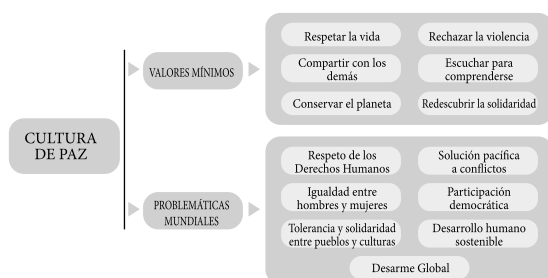 CULTURA
DE PAZ
VALORES MÍNIMOS
Respetar la vida
Rechazar la violencia
Compartir con los
demás
Escuchar para
comprenderse
Conservar el planeta
Redescubrir la solidaridad
PROBLEMÁTICAS
MUNDIALES
Respeto de los
Derechos Humanos
Solución pacífica
a conflictos
Igualdad entre
hombres y mujeres
Participación
democrática
Tolerancia y solidaridad
entre pueblos y culturas
Desarrollo humano
sostenible
Desarme Global